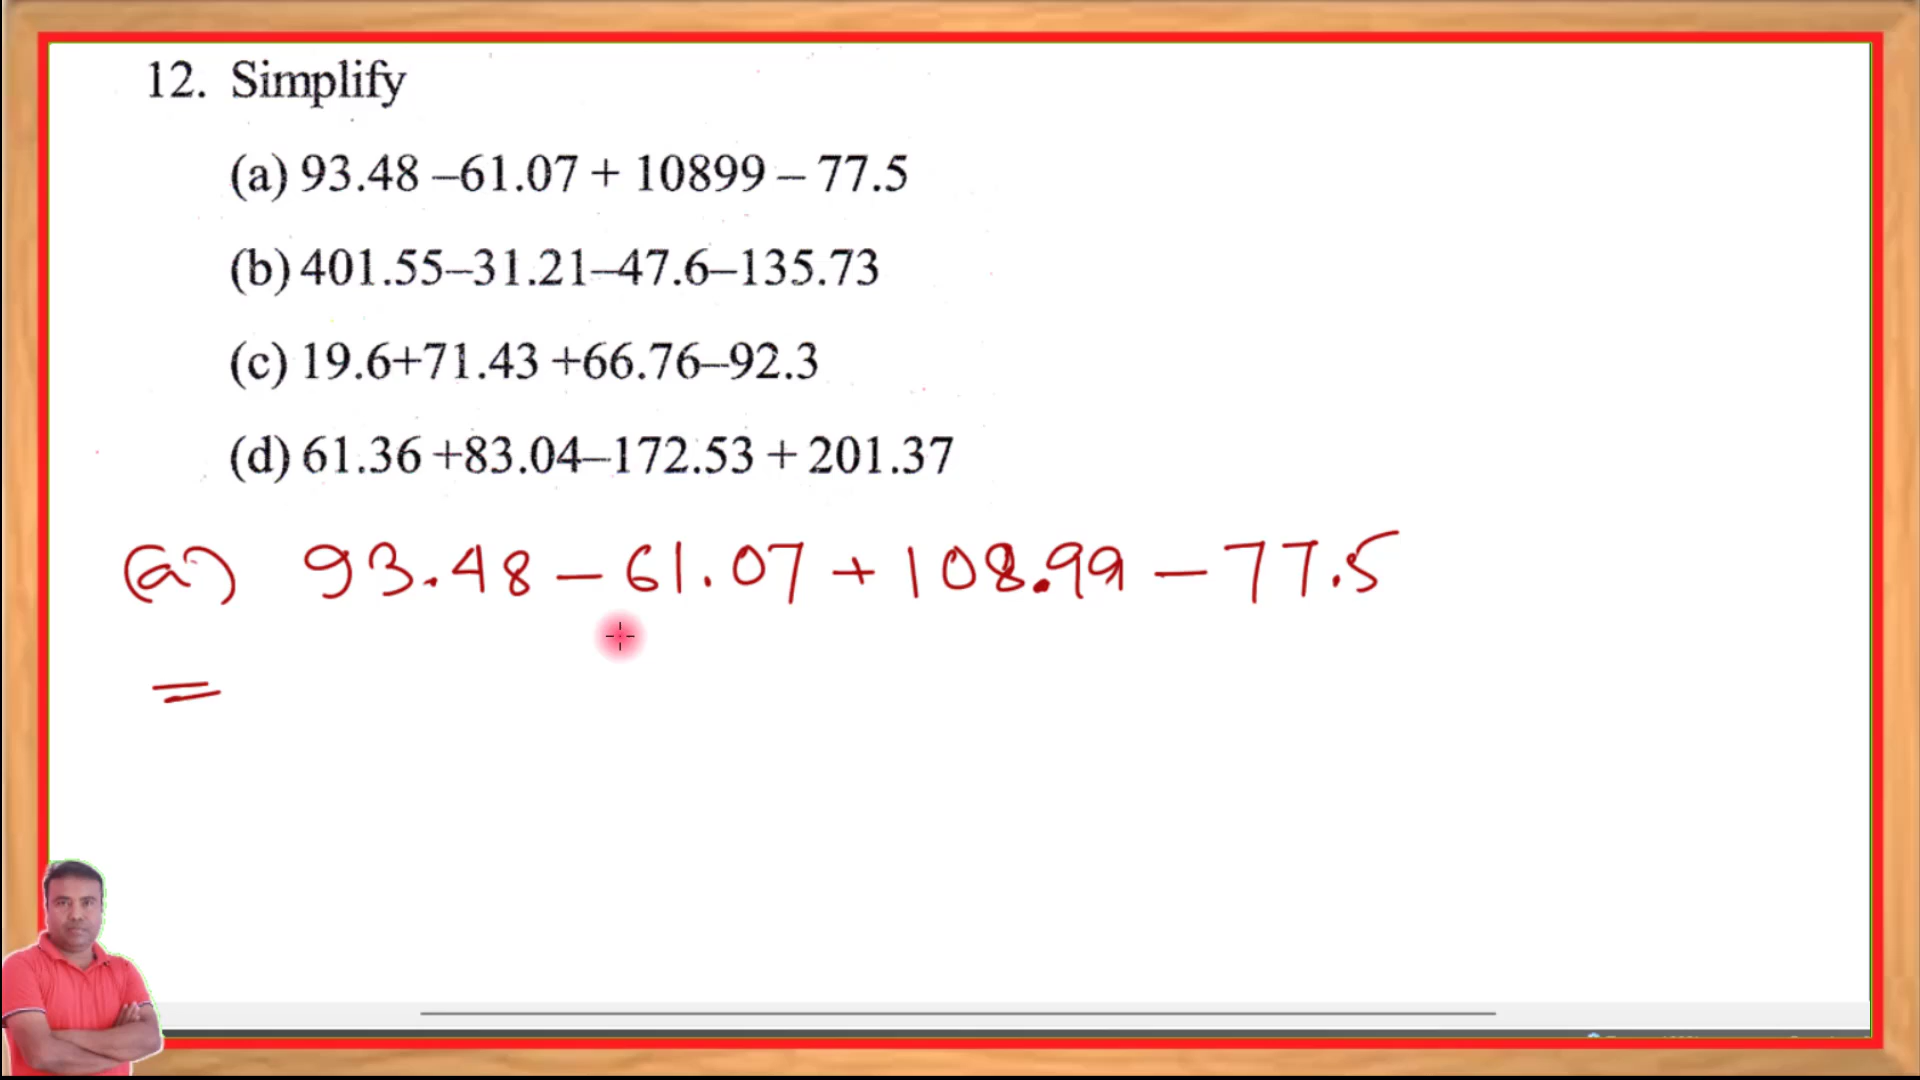 12. Simplify
(a) 93.48 –61.07 + 10899 – 77.5
(b) 401.55–31.21–47.6–135.73
(c) 19.6+71.43 +66.76–92.3
(d) 61.36 +83.04–172.53 + 201.37
(a) 93.48 – 61.07 + 108.99 – 77.5
=